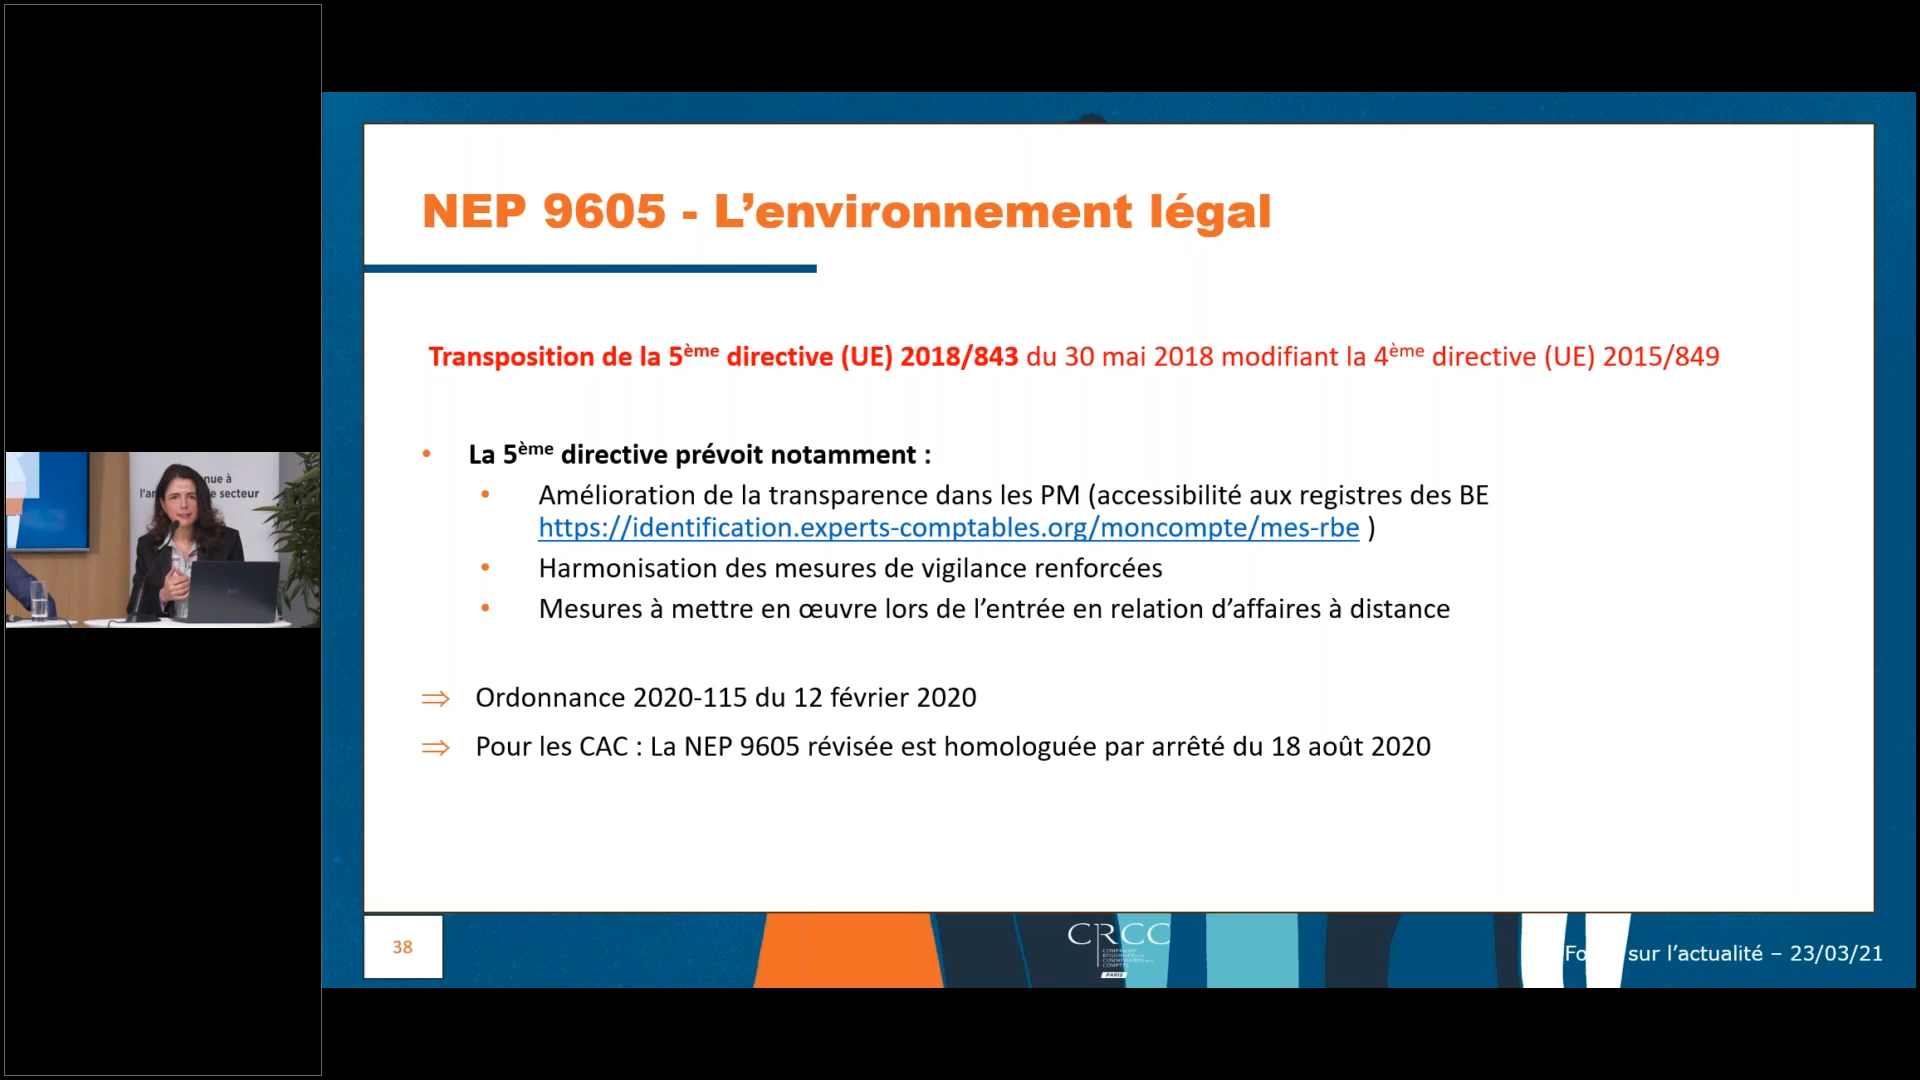 nue à
l'an e secteur
NEP 9605 - L’environnement légal
Transposition de la 5ème directive (UE) 2018/843 du 30 mai 2018 modifiant la 4ème directive (UE) 2015/849
• La 5ème directive prévoit notamment :
• Amélioration de la transparence dans les PM (accessibilité aux registres des BE
https://identification.experts-comptables.org/moncompte/mes-rbe )
• Harmonisation des mesures de vigilance renforcées
• Mesures à mettre en œuvre lors de l’entrée en relation d’affaires à distance
⇒ Ordonnance 2020-115 du 12 février 2020
⇒ Pour les CAC : La NEP 9605 révisée est homologuée par arrêté du 18 août 2020
38
CRCC
PARIS
Fo sur l’actualité – 23/03/21